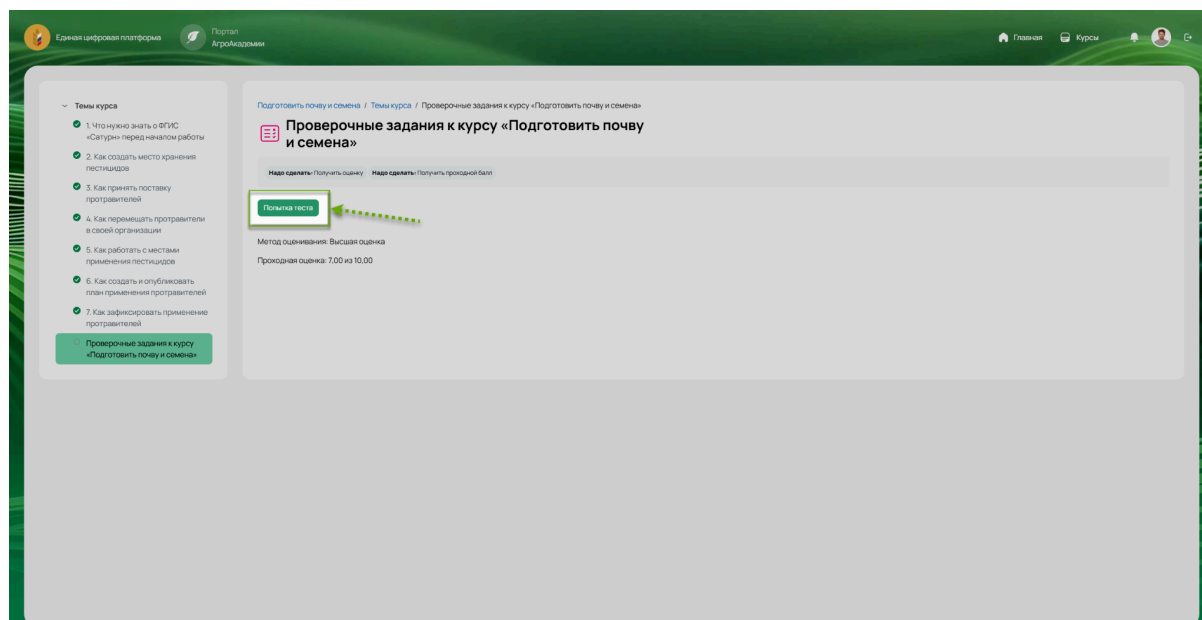 Единая цифровая платформа
Портал
АгроАкадемии
Главная
Курсы
Темы курса
1. Что нужно знать о ФГИС
«Сатурн» перед началом работы
2. Как создать место хранения
пестицидов
3. Как принять поставку
протравителей
4. Как перемещать протравители
в своей организации
5. Как работать с местами
применения пестицидов
6. Как создать и опубликовать
план применения протравителей
7. Как зафиксировать применение
протравителей
Проверочные задания к курсу
«Подготовить почву и семена»
Подготовить почву и семена / Темы курса / Проверочные задания к курсу «Подготовить почву и семена»
Проверочные задания к курсу «Подготовить почву
и семена»
Надо сделать: Получить оценку Надо сделать: Получить проходной балл
Попытка теста
Метод оценивания: Высшая оценка
Проходная оценка: 7,00 из 10,00